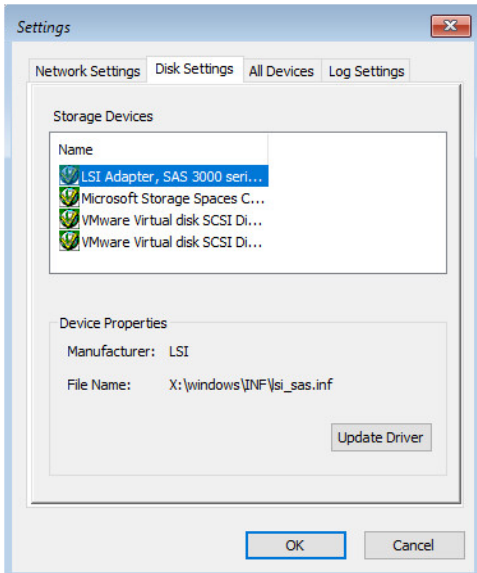 Settings
Network Settings Disk Settings All Devices Log Settings
Storage Devices
Name
LSI Adapter, SAS 3000 seri...
Microsoft Storage Spaces C...
VMware Virtual disk SCSI Di...
VMware Virtual disk SCSI Di...
Device Properties
Manufacturer: LSI
File Name: X:\windows\INF\lsi_sas.inf
Update Driver
OK Cancel